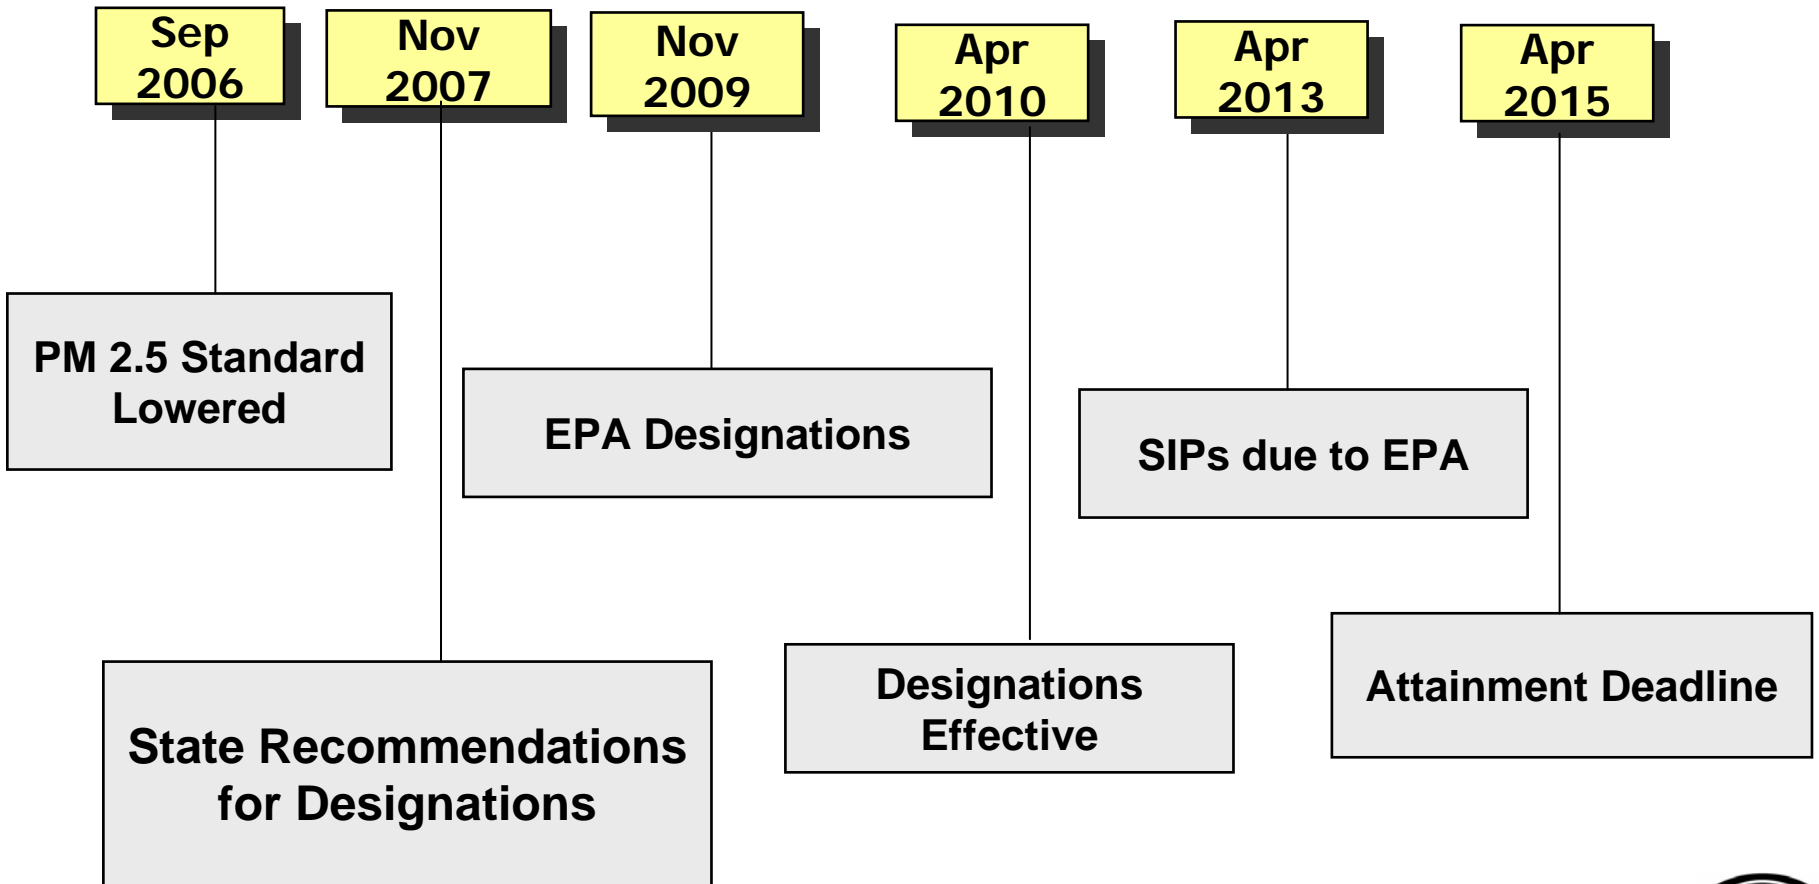 Sep
2006
Nov
2007
Nov
2009
Apr
2010
Apr
2013
Apr
2015
PM 2.5 Standard
Lowered
EPA Designations
SIPs due to EPA
State Recommendations
for Designations
Designations
Effective
Attainment Deadline